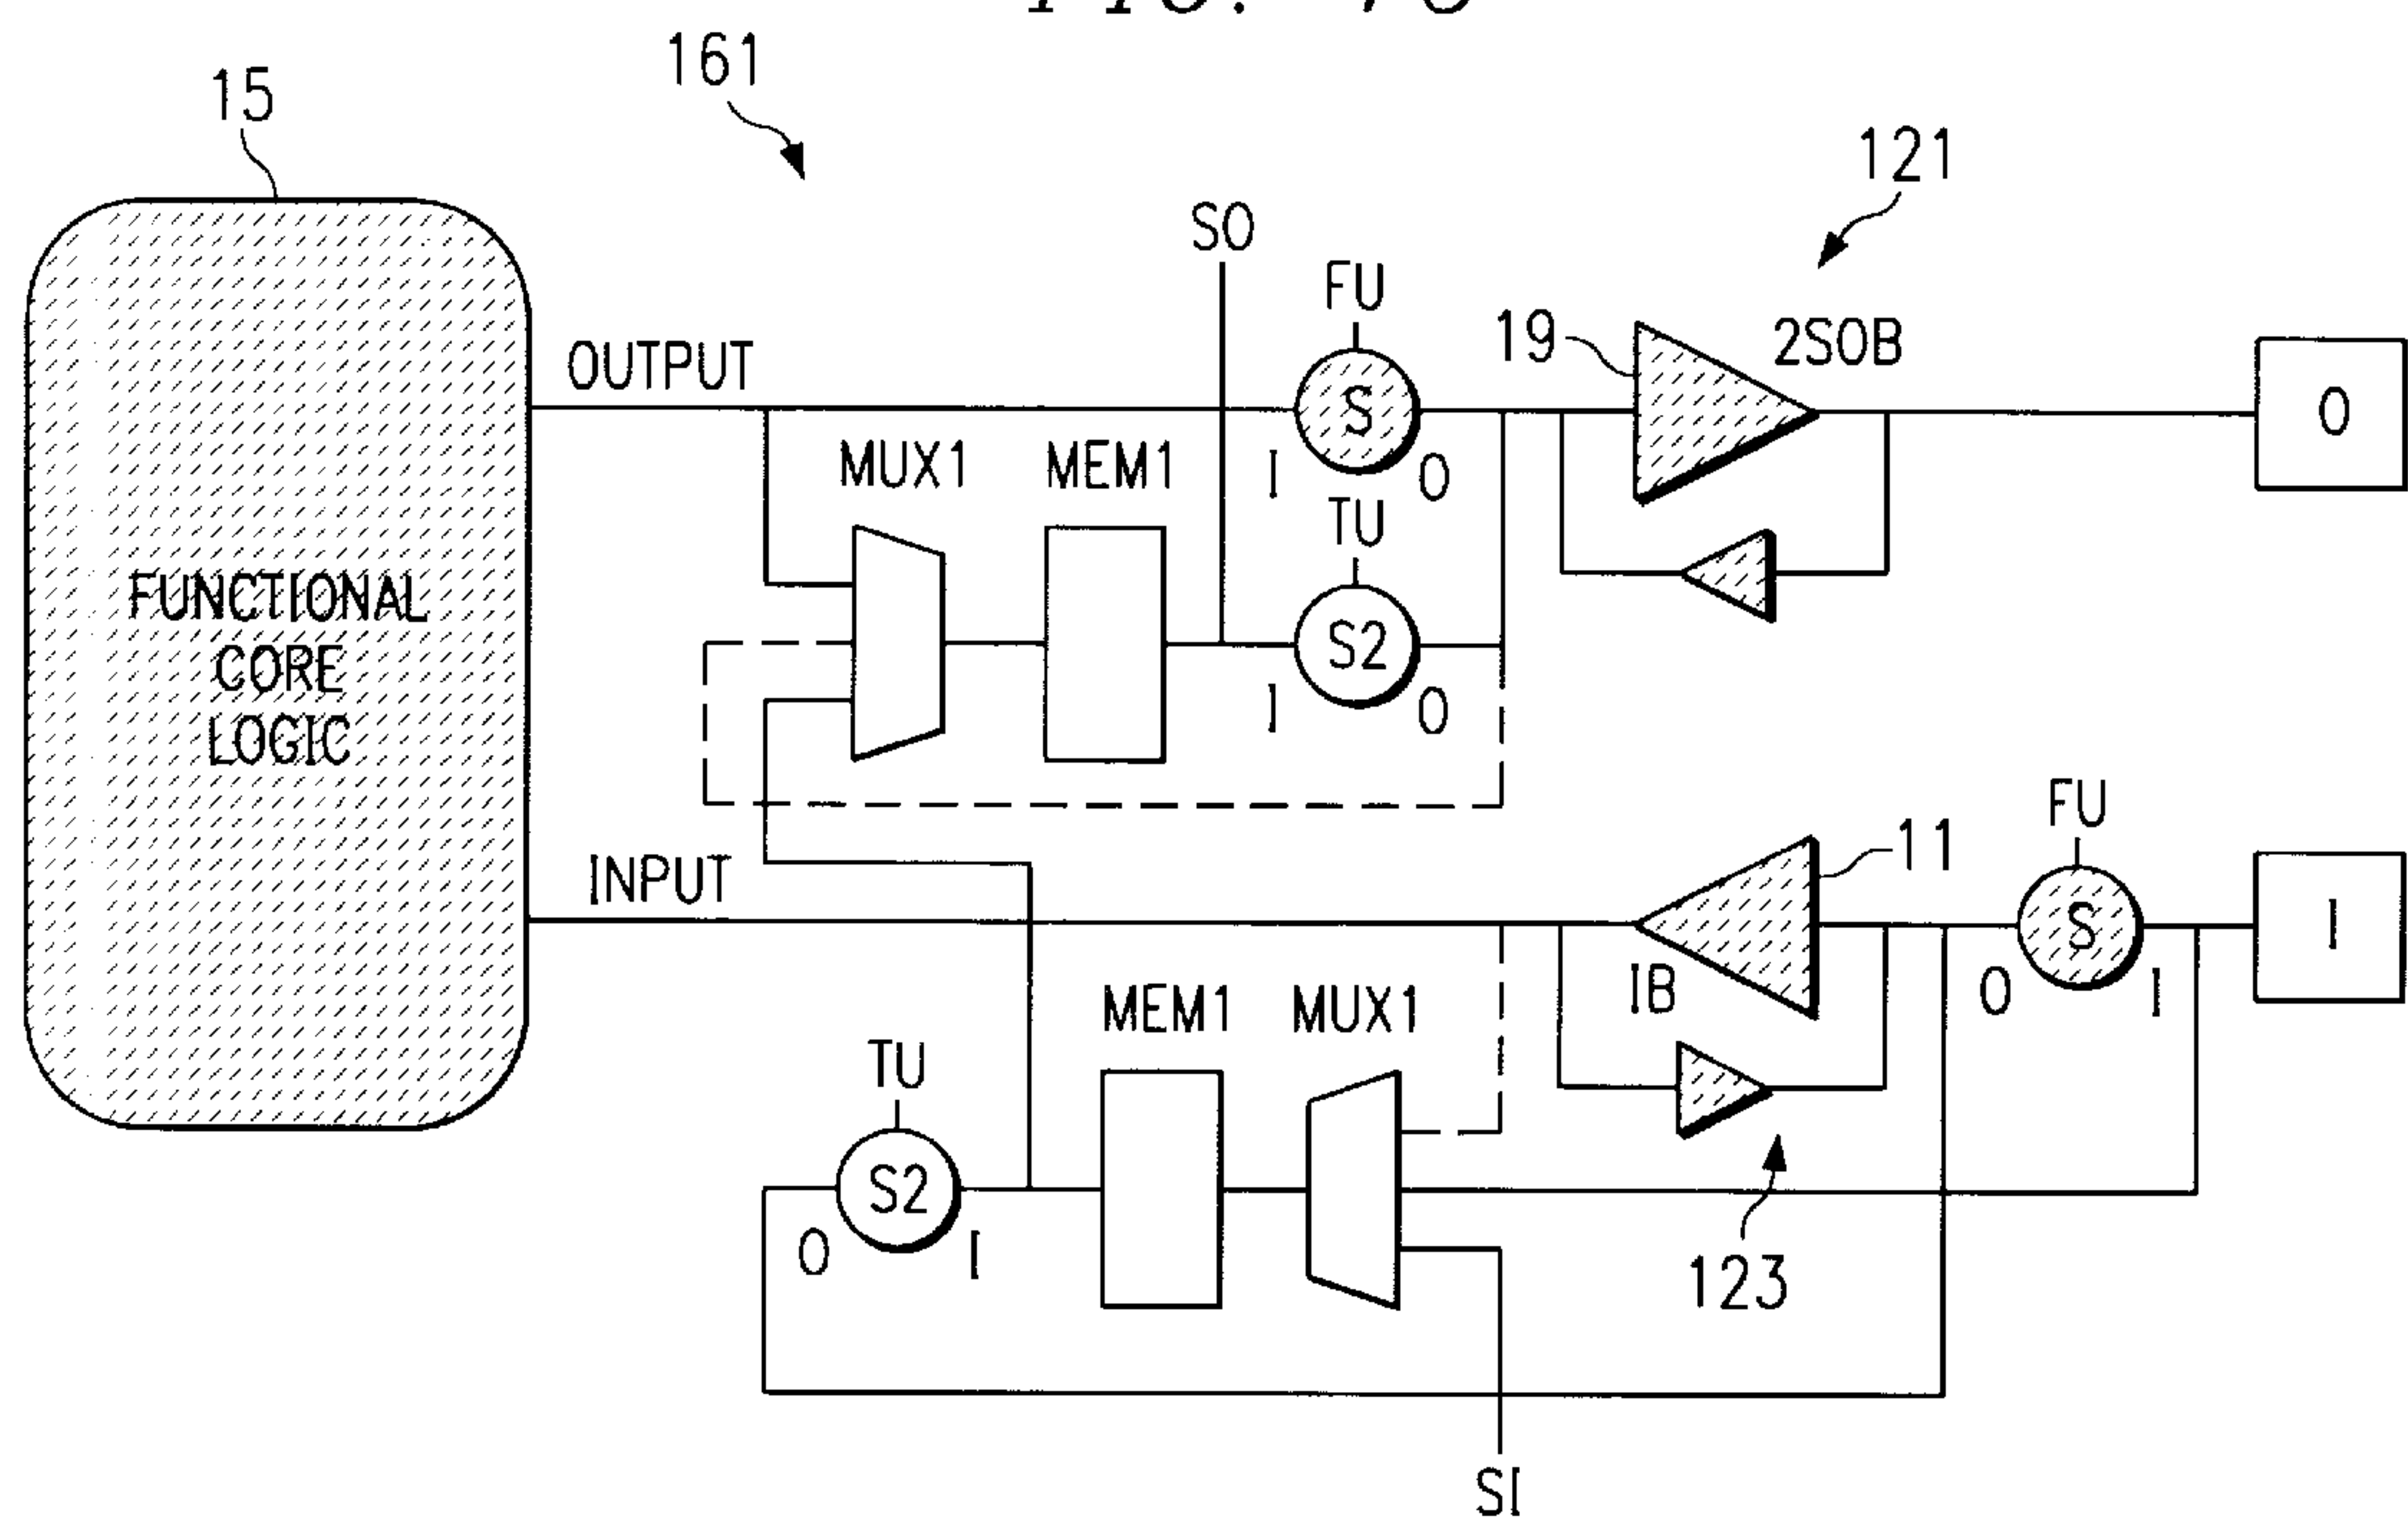 161
15
121
SO
FU
19
2SOB
OUTPUT
S
O
MUX1
MEM1
I
O
TU
FUNCTIONAL
CORE
LOGIC
S2
I
O
FU
INPUT
11
S
I
IB
O
I
MEM1
MUX1
TU
S2
O
I
123
SI